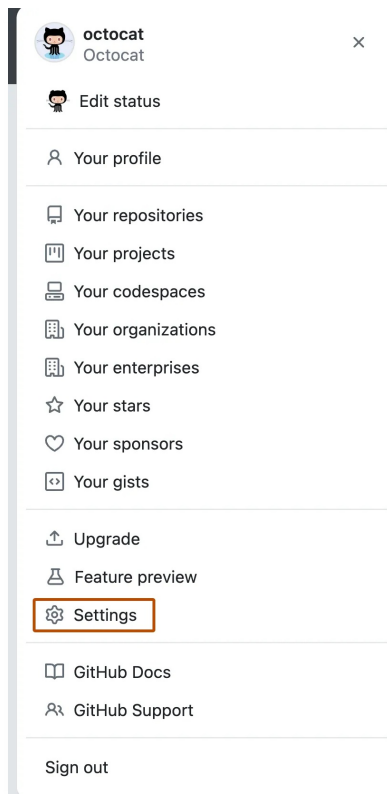 octocat
Octocat
Edit status
Your profile
Your repositories
Your projects
Your codespaces
Your organizations
Your enterprises
Your stars
Your sponsors
Your gists
Upgrade
Feature preview
Settings
GitHub Docs
GitHub Support
Sign out